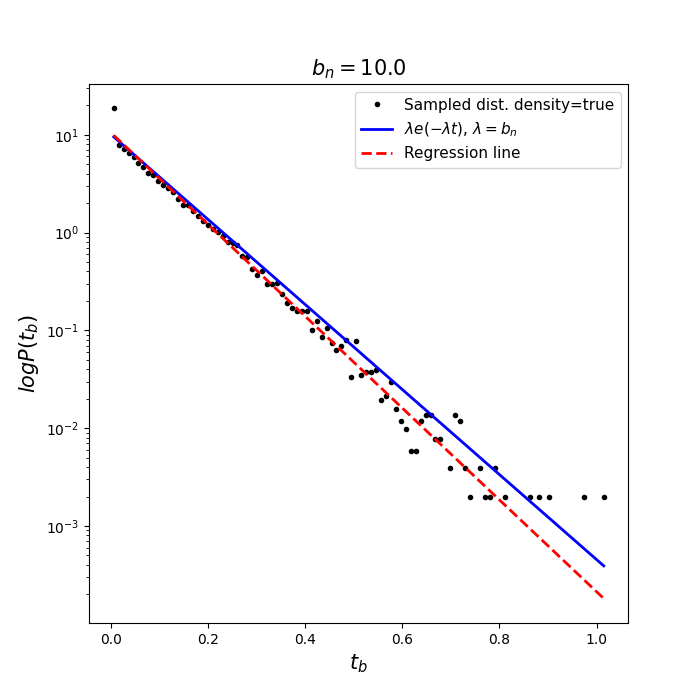 $b_n = 10.0$
Sampled dist. density=true
$\lambda e(-\lambda t), \lambda = b_n$
Regression line
$10^1$
$10^0$
$10^{-1}$
$10^{-2}$
$10^{-3}$
$logP(t_b)$
0.0 0.2 0.4 0.6 0.8 1.0
$t_b$